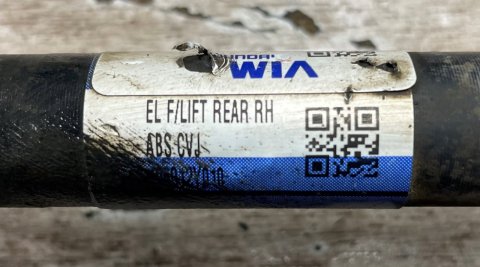 WIA
EL F/LIFT REAR RH
ABS CVJ